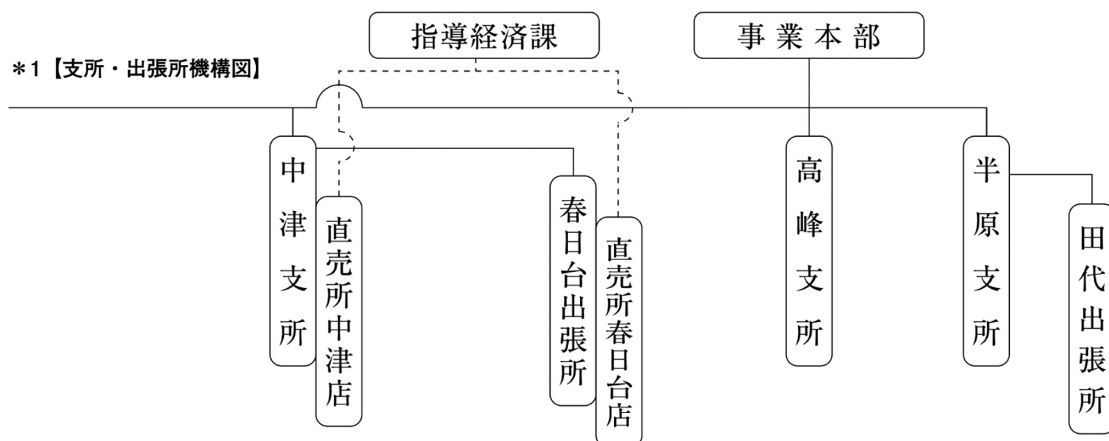 指導経済課
事業本部
*1【支所・出張所機構図】
中津支所
直売所中津店
春日台出張所
直売所春日台店
高峰支所
半原支所
田代出張所